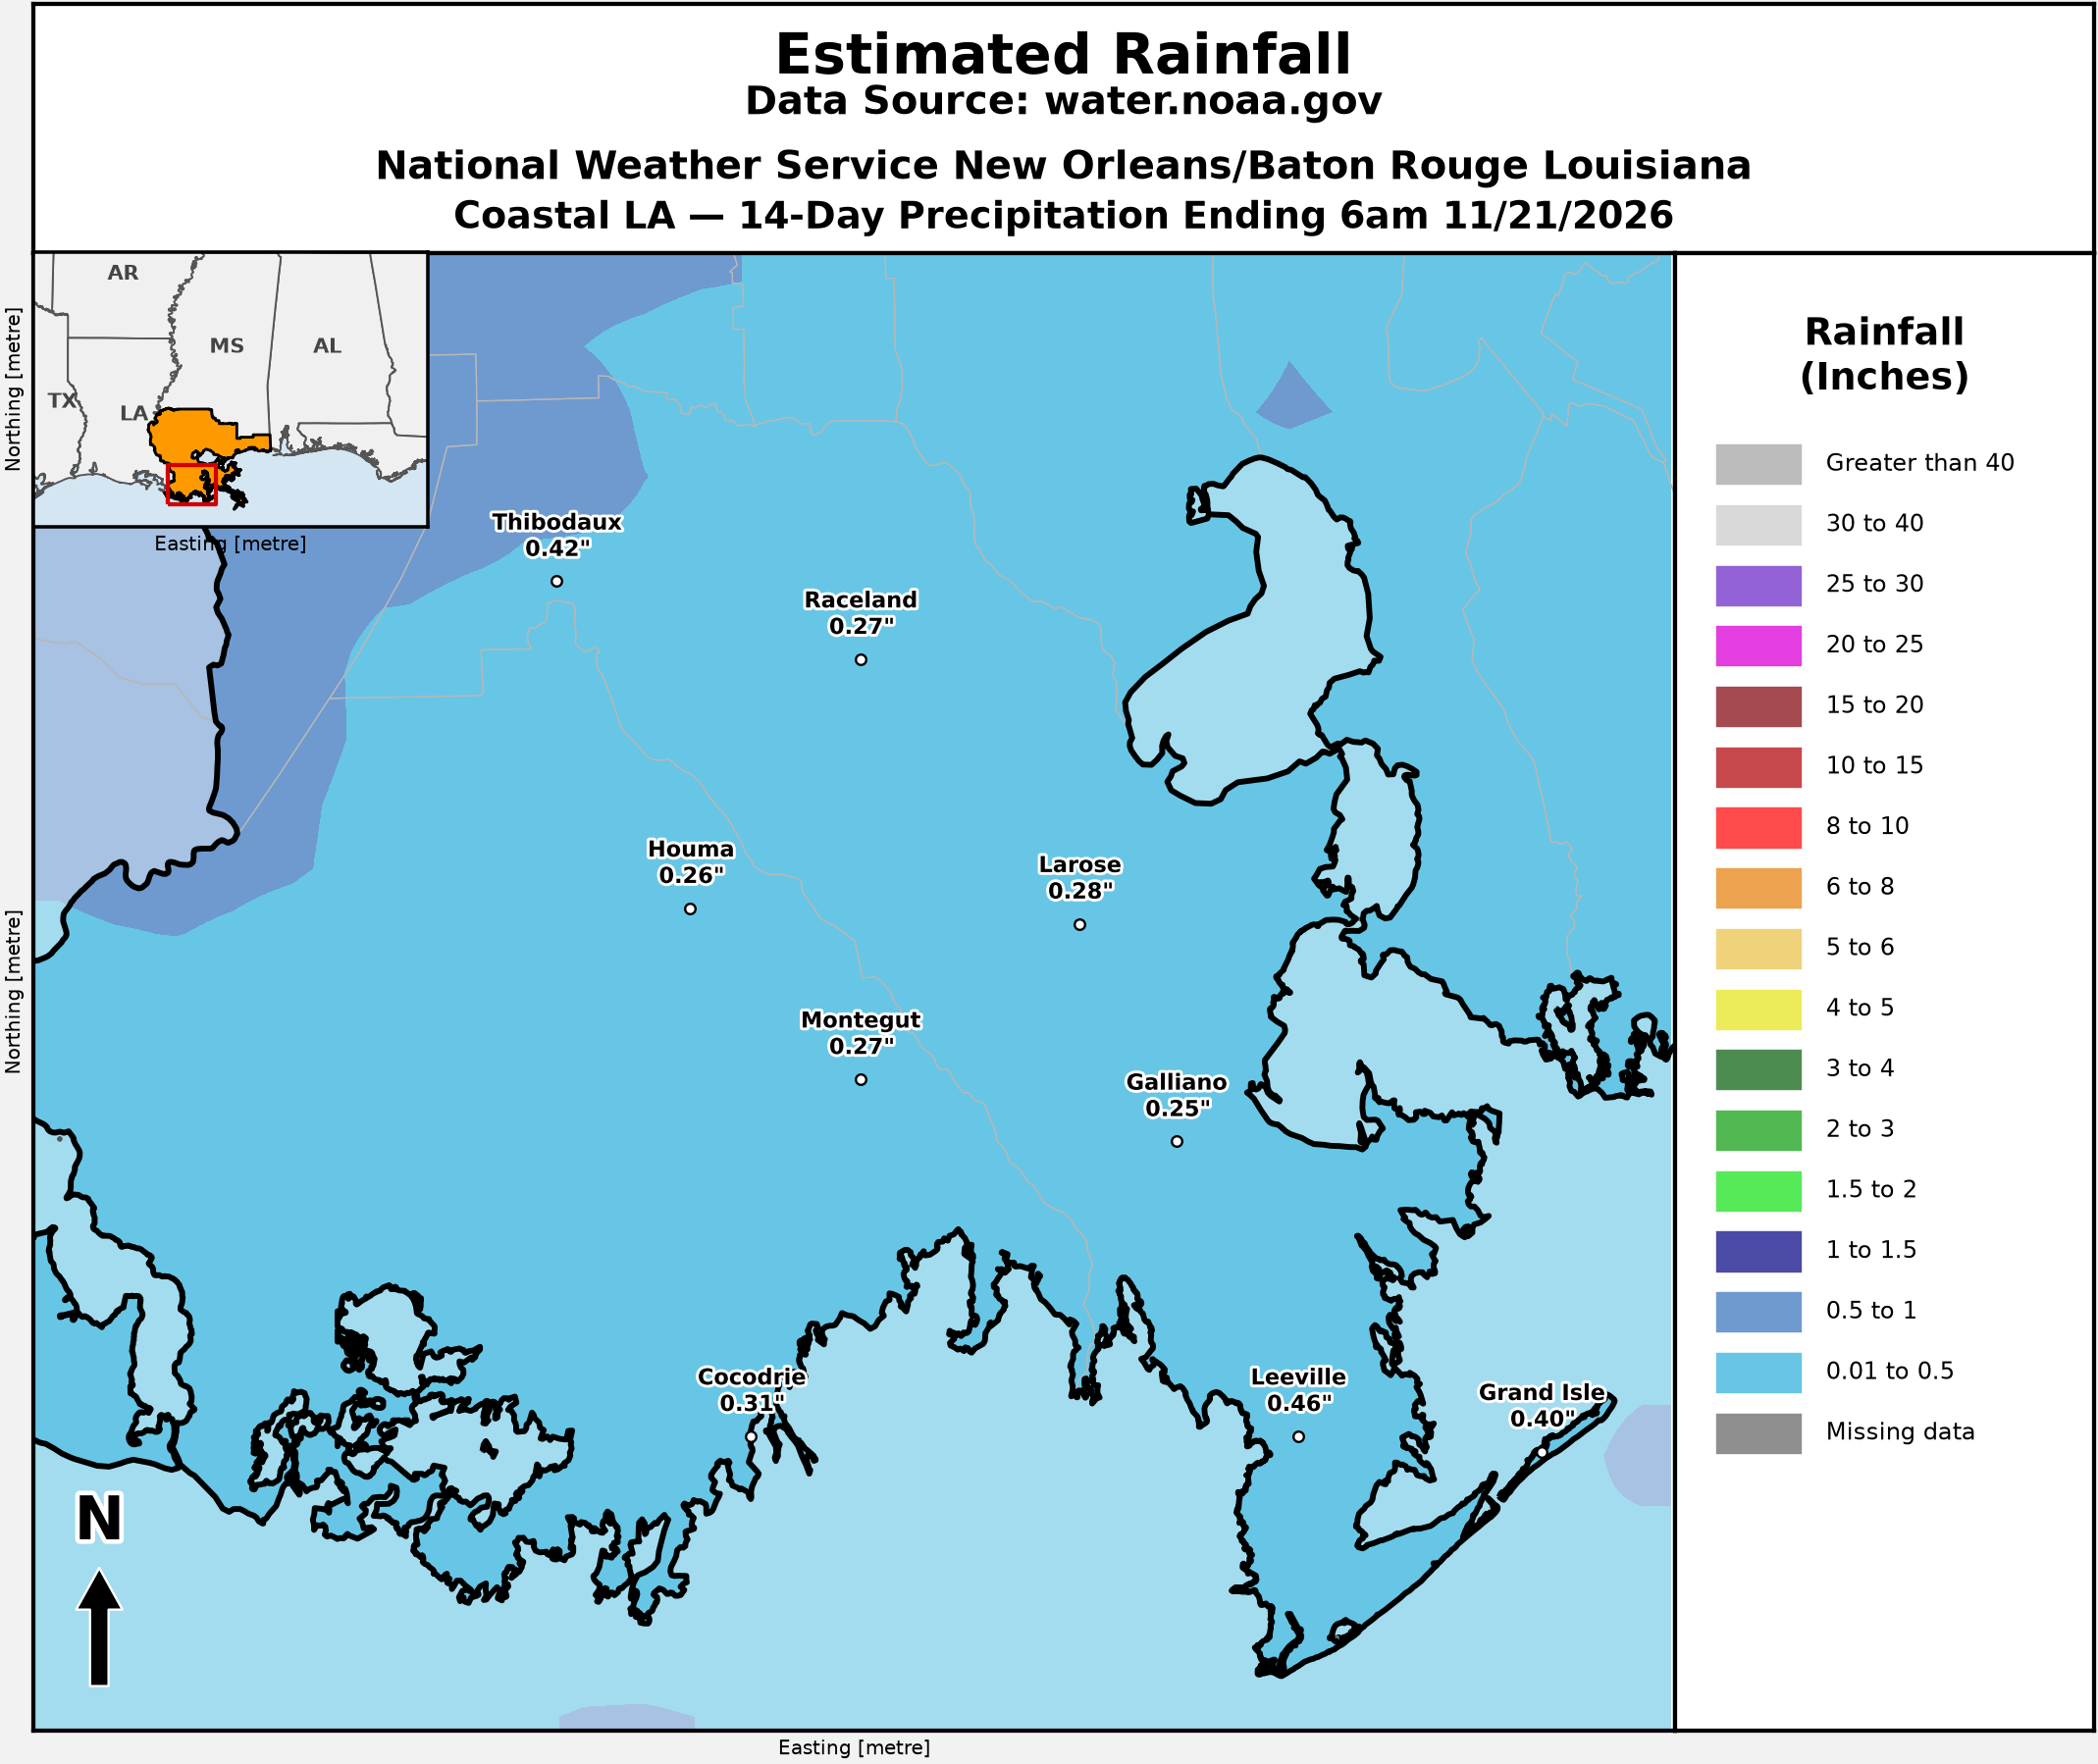 Estimated Rainfall
Data Source: water.noaa.gov
National Weather Service New Orleans/Baton Rouge Louisiana
Coastal LA — 14-Day Precipitation Ending 6am 11/21/2026
AR
MS
AL
TX
LA
Northing [metre]
Easting [metre]
Thibodaux
0.42"
Raceland
0.27"
Houma
0.26"
Larose
0.28"
Montegut
0.27"
Galliano
0.25"
Cocodrie
0.31"
Leeville
0.46"
Grand Isle
0.40"
N
Northing [metre]
Easting [metre]
Rainfall
(Inches)
Greater than 40
30 to 40
25 to 30
20 to 25
15 to 20
10 to 15
8 to 10
6 to 8
5 to 6
4 to 5
3 to 4
2 to 3
1.5 to 2
1 to 1.5
0.5 to 1
0.01 to 0.5
Missing data